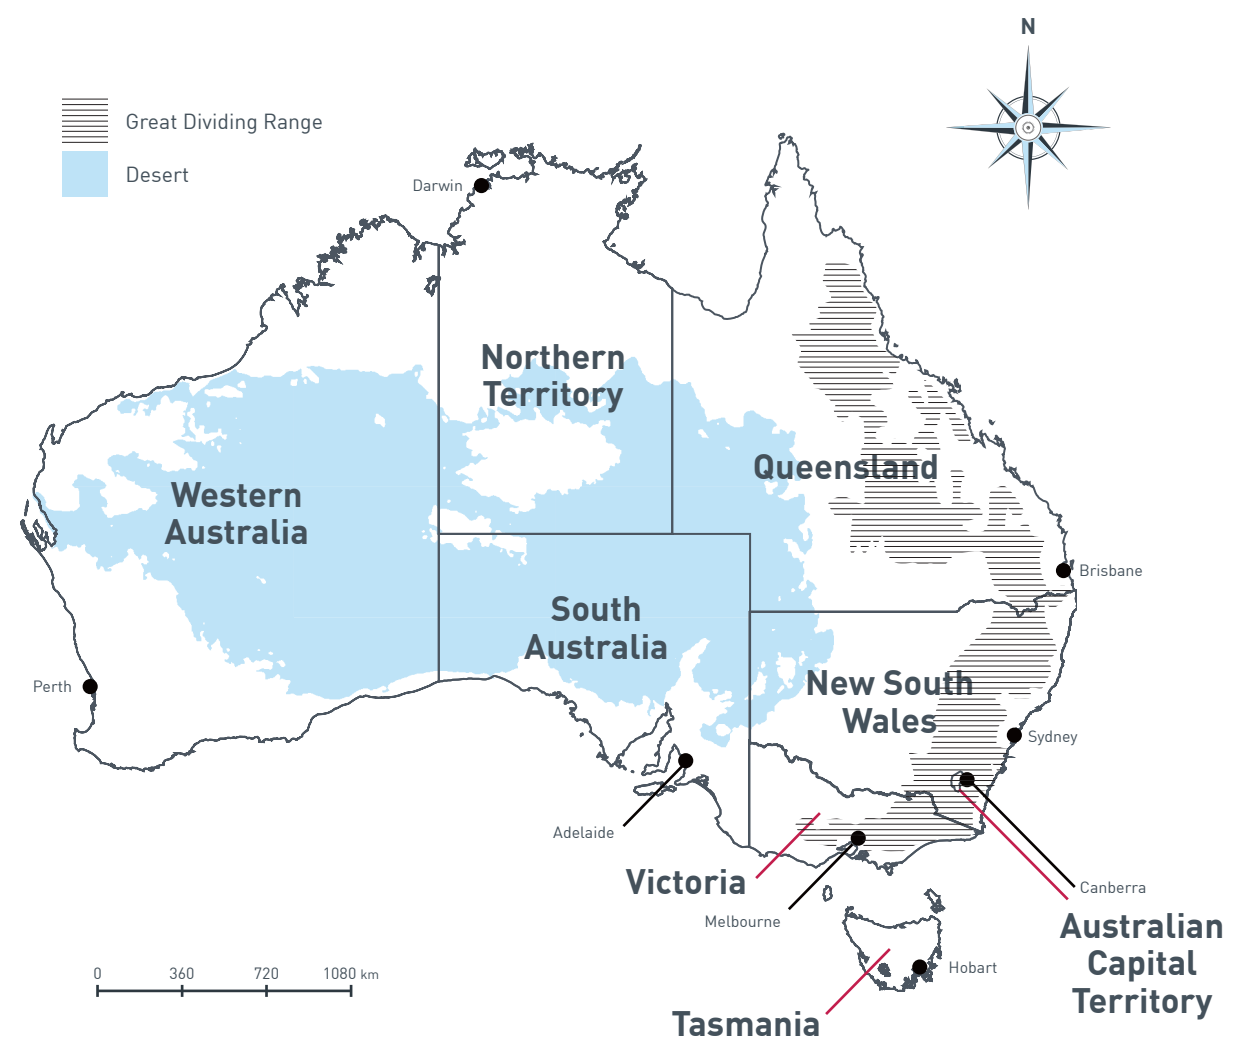 N
Great Dividing Range
Desert
Darwin
Northern
Territory
Queensland
Western
Australia
Brisbane
South
Australia
Perth
New South
Wales
Sydney
Adelaide
Victoria
Canberra
Melbourne
Australian
Capital
Territory
Hobart
0 360 720 1080 km
Tasmania